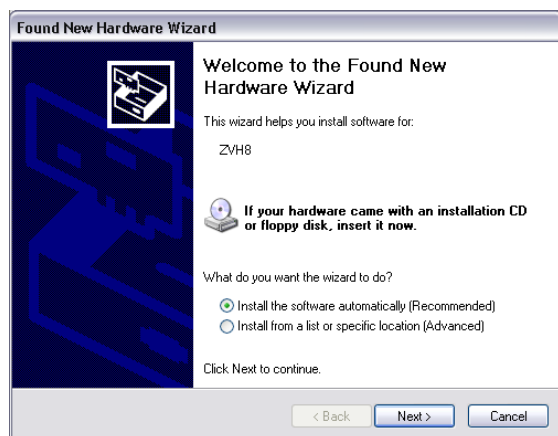 Found New Hardware Wizard
Welcome to the Found New
Hardware Wizard
This wizard helps you install software for:
ZVH8
If your hardware came with an installation CD
or floppy disk, insert it now.
What do you want the wizard to do?
Install the software automatically (Recommended)
Install from a list or specific location (Advanced)
Click Next to continue.
< Back Next > Cancel